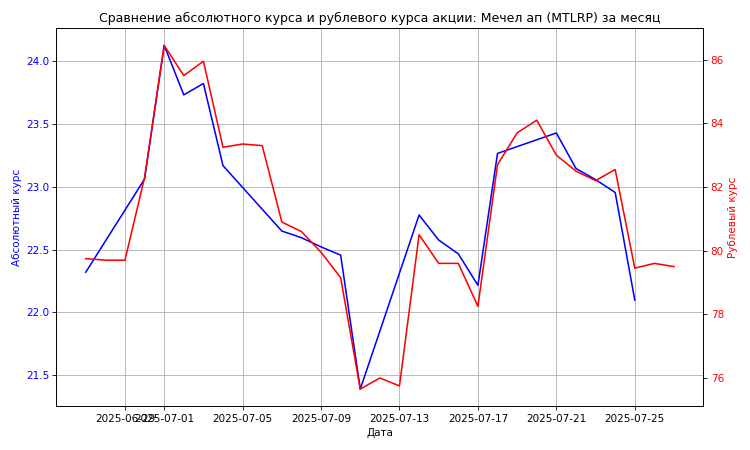 Сравнение абсолютного курса и рублевого курса акции: Мечел ап (MTLRP) за месяц
24.0
23.5
23.0
22.5
22.0
21.5
Абсолютный курс
86
84
82
80
78
76
Рублевый курс
2025-06-29 2025-07-01 2025-07-05 2025-07-09 2025-07-13 2025-07-17 2025-07-21 2025-07-25
Дата